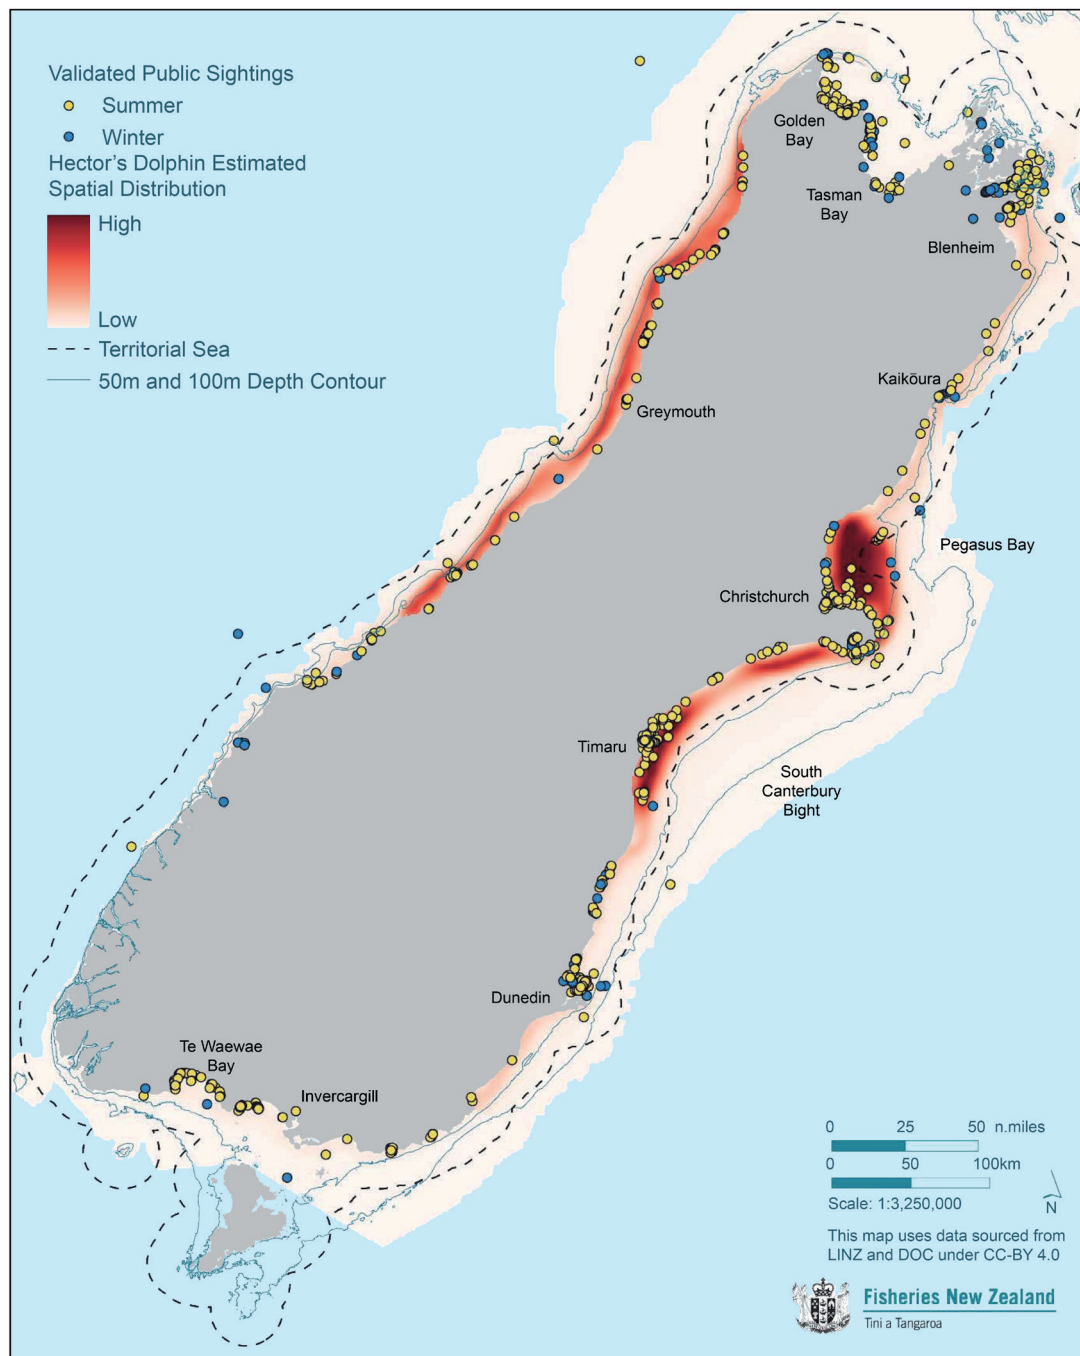 Validated Public Sightings
Summer
Winter
Hector's Dolphin Estimated
Spatial Distribution
High
Low
Territorial Sea
50m and 100m Depth Contour
Golden
Bay
Tasman
Bay
Blenheim
Kaikōura
Greymouth
Pegasus Bay
Christchurch
Timaru
South
Canterbury
Bight
Dunedin
Te Waewae
Bay
Invercargill
0 25 50 n.miles
0 50 100km
Scale: 1:3,250,000
N
This map uses data sourced from
LINZ and DOC under CC-BY 4.0
Fisheries New Zealand
Tini a Tangaroa